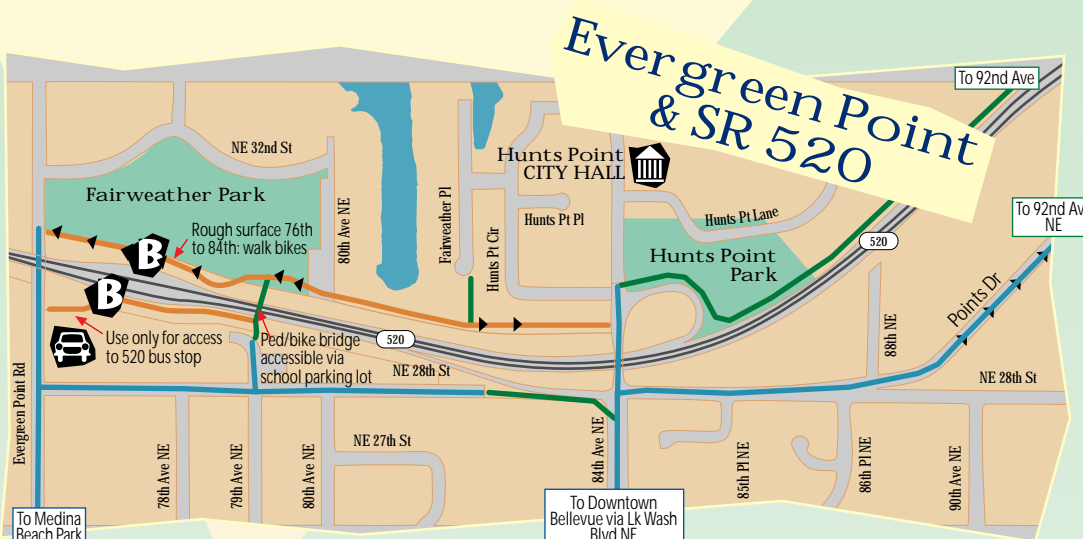 Evergreen Point
& SR 520
To 92nd Ave
NE 32nd St
Fairweather Park
Hunts Point
CITY HALL
Hunts Pt Pl
Hunts Pt Lane
To 92nd Av
NE
Rough surface 76th
to 84th: walk bikes
80th Ave NE
Fairweather Pl
Hunts Pt Cir
Hunts Point
Park
520
B
B
Use only for access
to 520 bus stop
Ped/bike bridge
accessible via
school parking lot
520
Points Dr
88th NE
NE 28th St
NE 28th St
Evergreen Point Rd
NE 27th St
78th Ave NE
79th Ave NE
80th Ave NE
84th Ave NE
85th Pl NE
86th Pl NE
90th Ave NE
To Medina
Beach Park
To Downtown
Bellevue via Lk Wash
Blvd NE